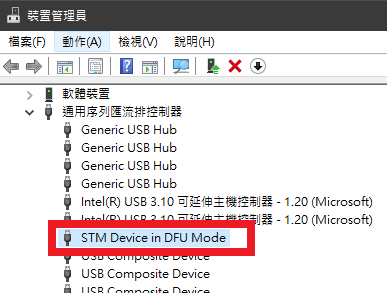 裝置管理員
檔案(F) 動作(A) 檢視(V) 說明(H)
軟體裝置
通用序列匯流排控制器
Generic USB Hub
Generic USB Hub
Generic USB Hub
Generic USB Hub
Intel(R) USB 3.10 可延伸主機控制器 - 1.20 (Microsoft)
Intel(R) USB 3.10 可延伸主機控制器 - 1.20 (Microsoft)
STM Device in DFU Mode
USB Composite Device
USB Composite Device
USB Composite Device